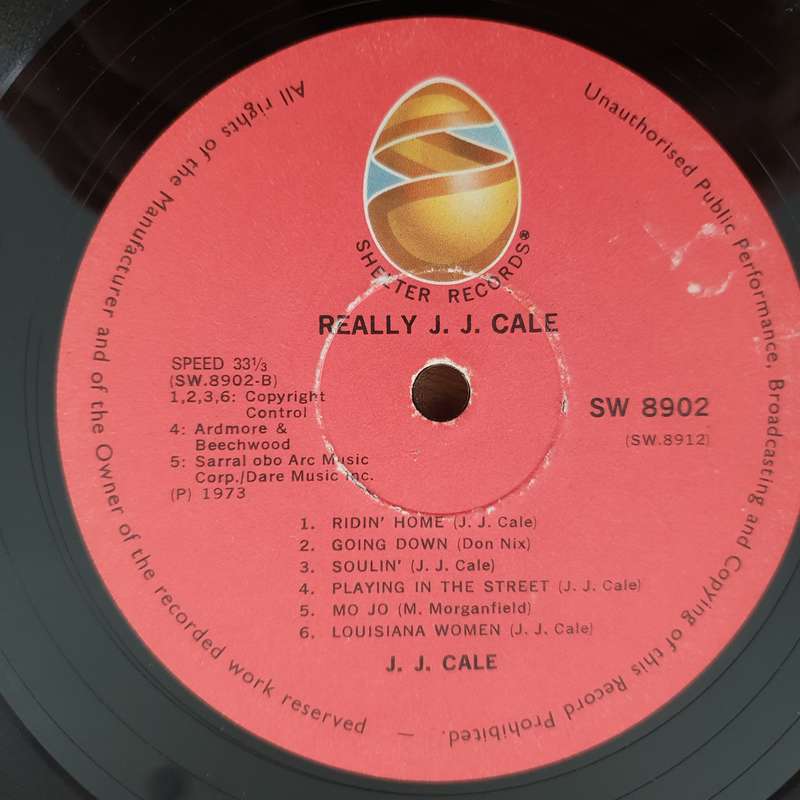 All rights of the Manufacturer and of the Owner of the recorded work reserved — Unauthorised Public Performance, Broadcasting and Copying of this Record Prohibited.
SHELTER RECORDS®
REALLY J. J. CALE
SPEED 33⅓
(SW.8902-B)
1,2,3,6: Copyright
Control
4: Ardmore &
Beechwood
5: Sarral obo Arc Music
Corp./Dare Music Inc.
(P) 1973
SW 8902
(SW.8912)
1. RIDIN' HOME (J. J. Cale)
2. GOING DOWN (Don Nix)
3. SOULIN' (J. J. Cale)
4. PLAYING IN THE STREET (J. J. Cale)
5. MO JO (M. Morganfield)
6. LOUISIANA WOMEN (J. J. Cale)
J. J. CALE